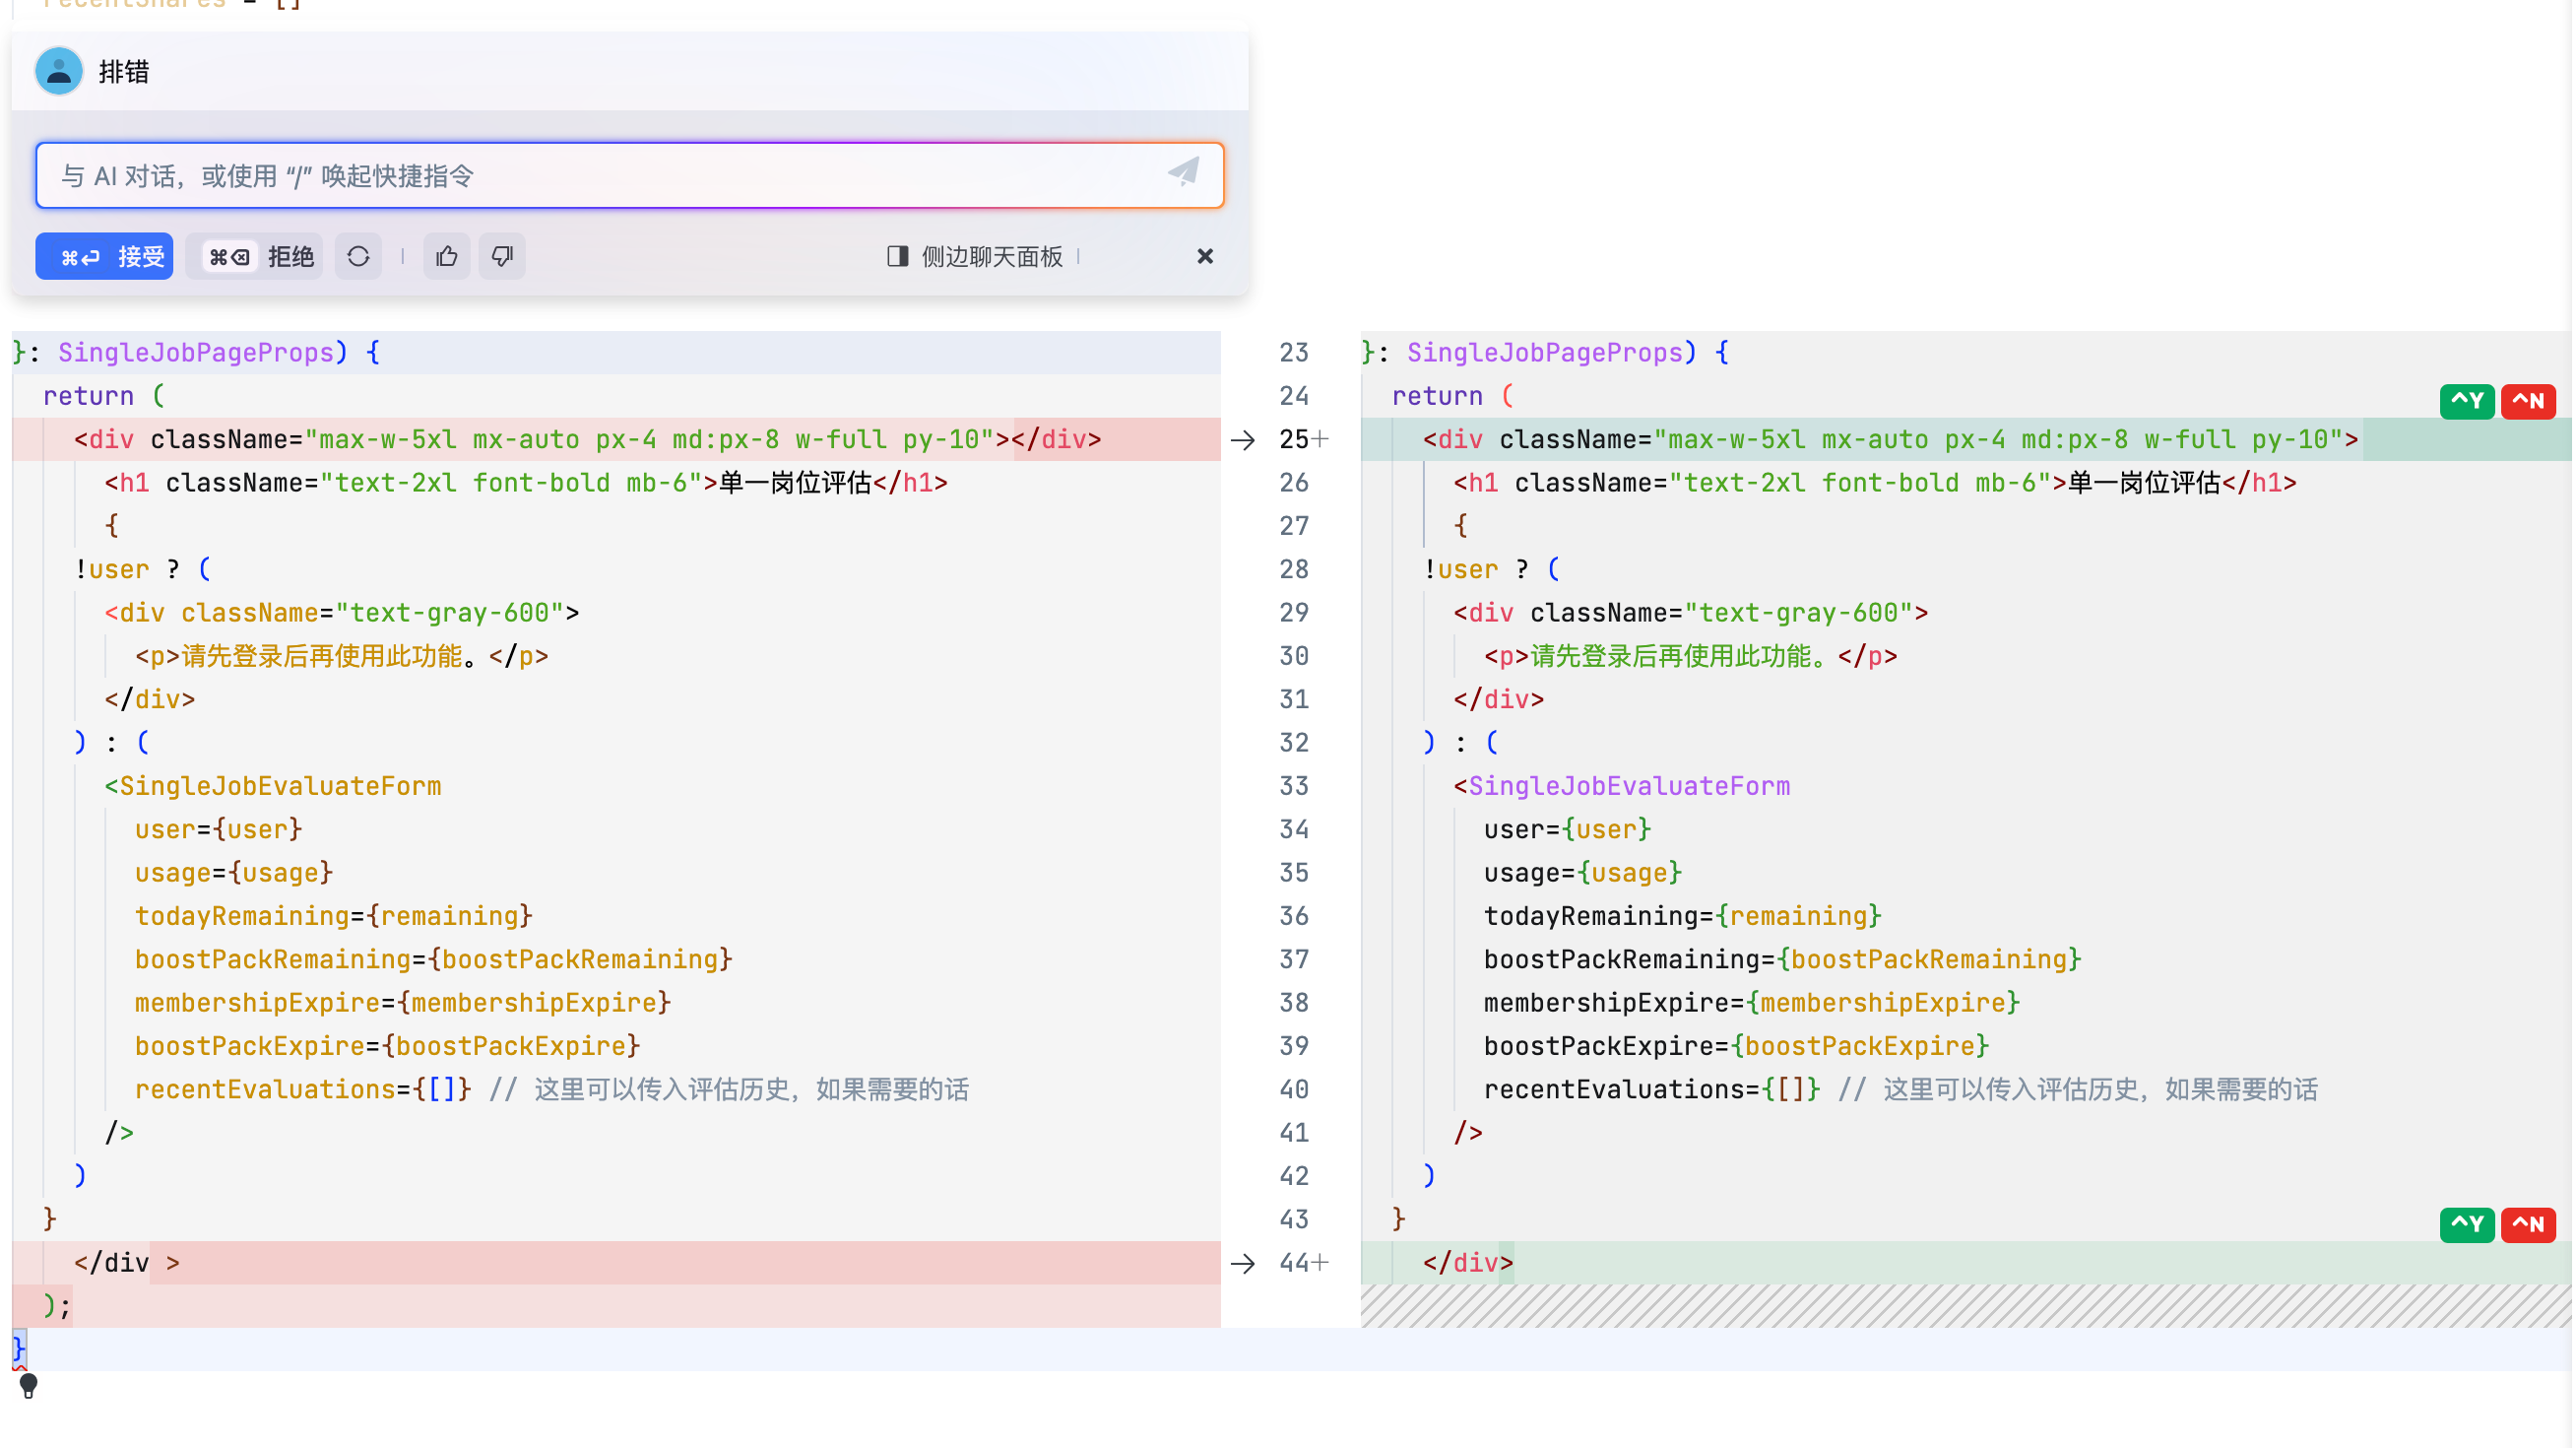 recentShares = []
排错
与 AI 对话，或使用 “/” 唤起快捷指令
⌘⏎ 接受 ⌘⌫ 拒绝 侧边聊天面板
}: SingleJobPageProps) {
return (
<div className="max-w-5xl mx-auto px-4 md:px-8 w-full py-10"></div>
<h1 className="text-2xl font-bold mb-6">单一岗位评估</h1>
{
!user ? (
<div className="text-gray-600">
<p>请先登录后再使用此功能。</p>
</div>
) : (
<SingleJobEvaluateForm
user={user}
usage={usage}
todayRemaining={remaining}
boostPackRemaining={boostPackRemaining}
membershipExpire={membershipExpire}
boostPackExpire={boostPackExpire}
recentEvaluations={[]} // 这里可以传入评估历史，如果需要的话
/>
)
}
</div >
);
}
23 }: SingleJobPageProps) {
24 return (
^Y ^N
→ 25+ <div className="max-w-5xl mx-auto px-4 md:px-8 w-full py-10">
26 <h1 className="text-2xl font-bold mb-6">单一岗位评估</h1>
27 {
28 !user ? (
29 <div className="text-gray-600">
30 <p>请先登录后再使用此功能。</p>
31 </div>
32 ) : (
33 <SingleJobEvaluateForm
34 user={user}
35 usage={usage}
36 todayRemaining={remaining}
37 boostPackRemaining={boostPackRemaining}
38 membershipExpire={membershipExpire}
39 boostPackExpire={boostPackExpire}
40 recentEvaluations={[]} // 这里可以传入评估历史，如果需要的话
41 />
42 )
43 }
^Y ^N
→ 44+ </div>